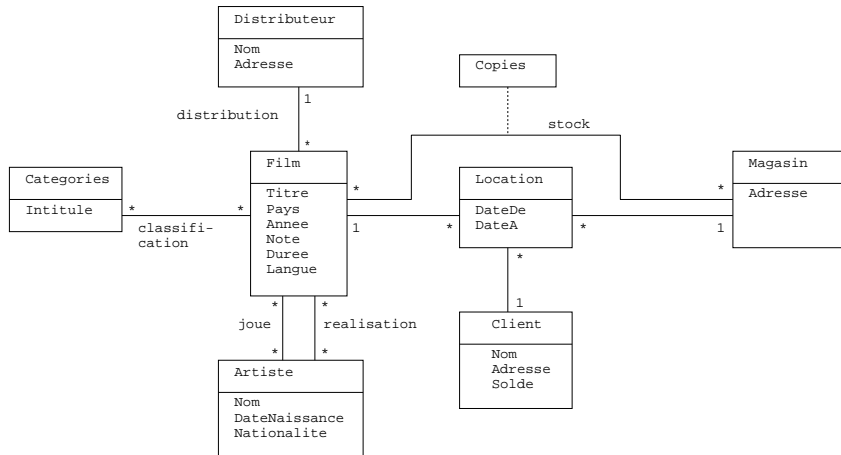 Distributeur
Nom
Adresse
1
distribution
*
Copies
stock
Categories
Intitule
*
classifi-
cation
*
Film
Titre
Pays
Annee
Note
Duree
Langue
*
1
*
Location
DateDe
DateA
*
*
*
1
Magasin
Adresse
*
*
joue
realisation
*
*
1
Client
Nom
Adresse
Solde
Artiste
Nom
DateNaissance
Nationalite